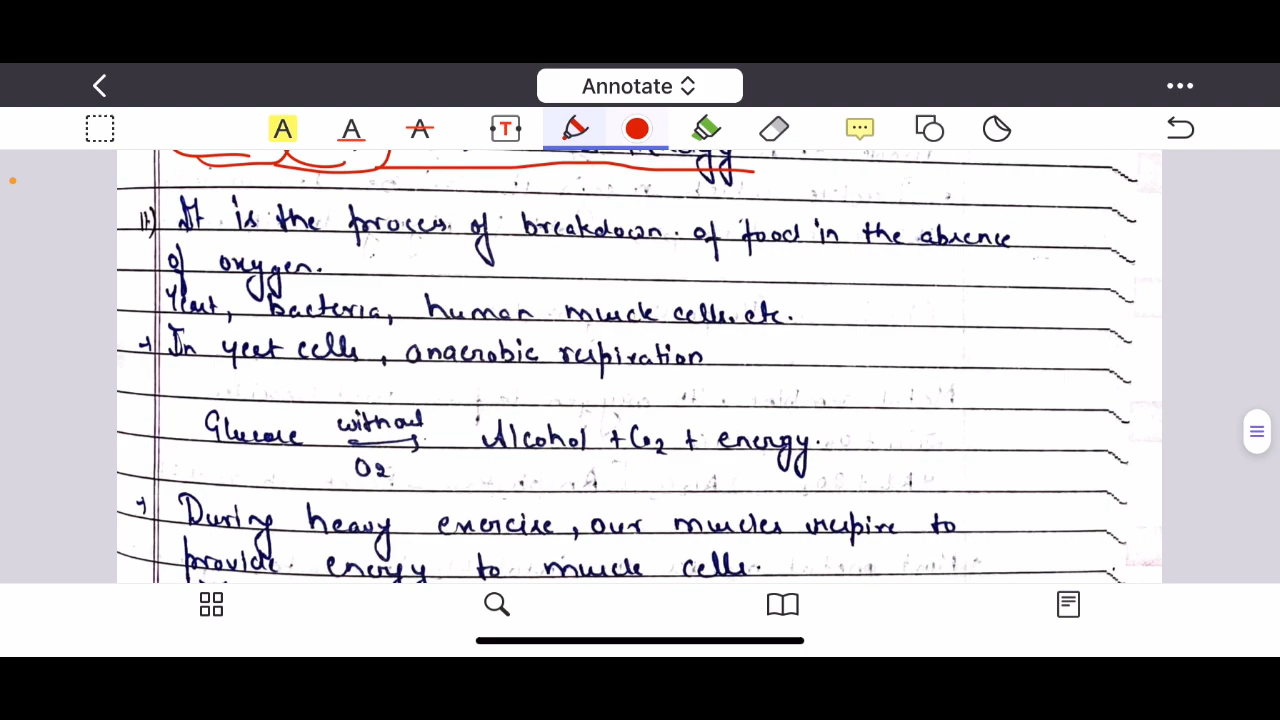 Annotate
A A A T
11) It is the process of breakdown of food in the absence
of oxygen.
Yeast, bacteria, human muscle cells etc.
→ In yeast cells, anaerobic respiration
Glucose without O2 → Alcohol + CO2 + energy.
→ During heavy exercise, our muscles respire to
provide energy to muscle cells.